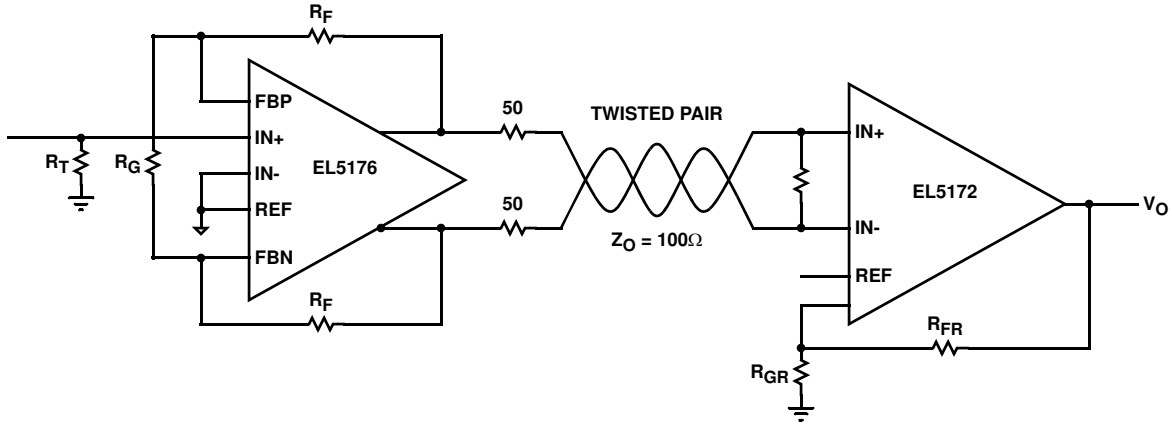 RF
FBP
50
TWISTED PAIR
IN+
IN+
RT
RG
EL5176
IN-
EL5172
REF
VO
50
IN-
FBN
ZO = 100Ω
REF
RF
RFR
RGR